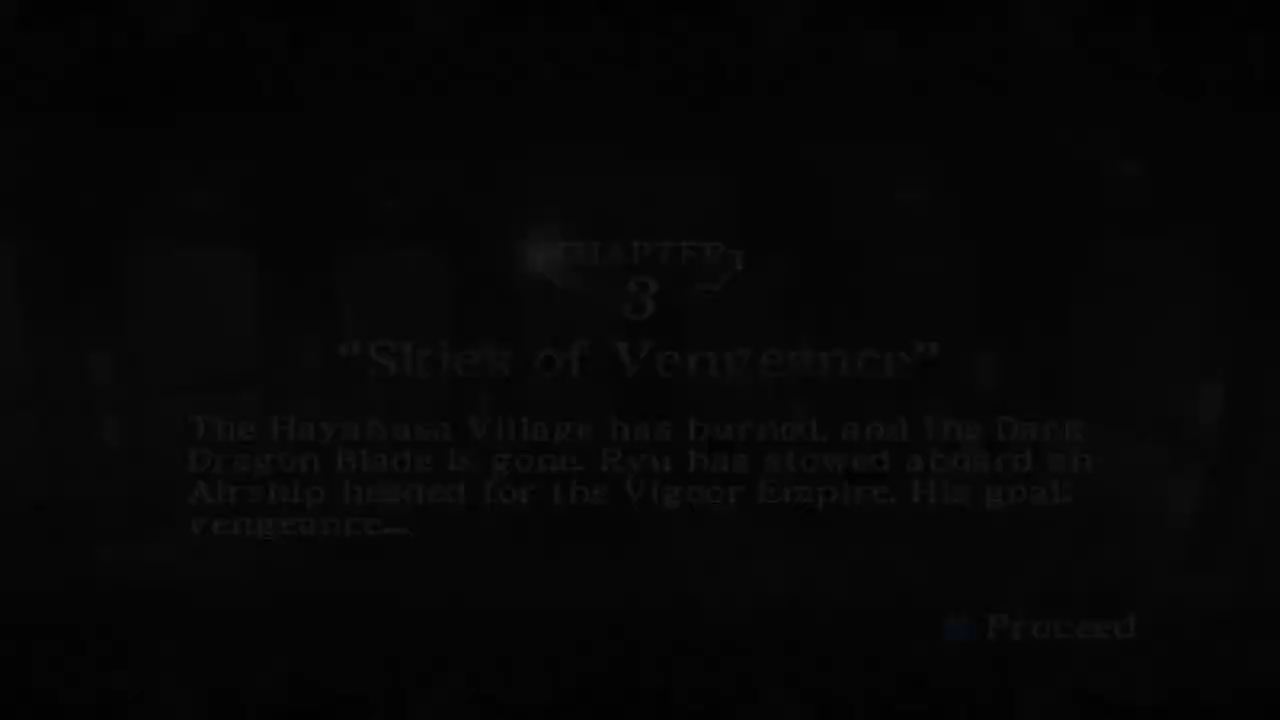 CHAPTER
3
“Skies of Vengeance”
The Hayabusa Village has burned, and the Dark
Dragon Blade is gone. Ryu has stowed aboard an
Airship headed for the Vigoor Empire. His goal:
vengeance...
Proceed